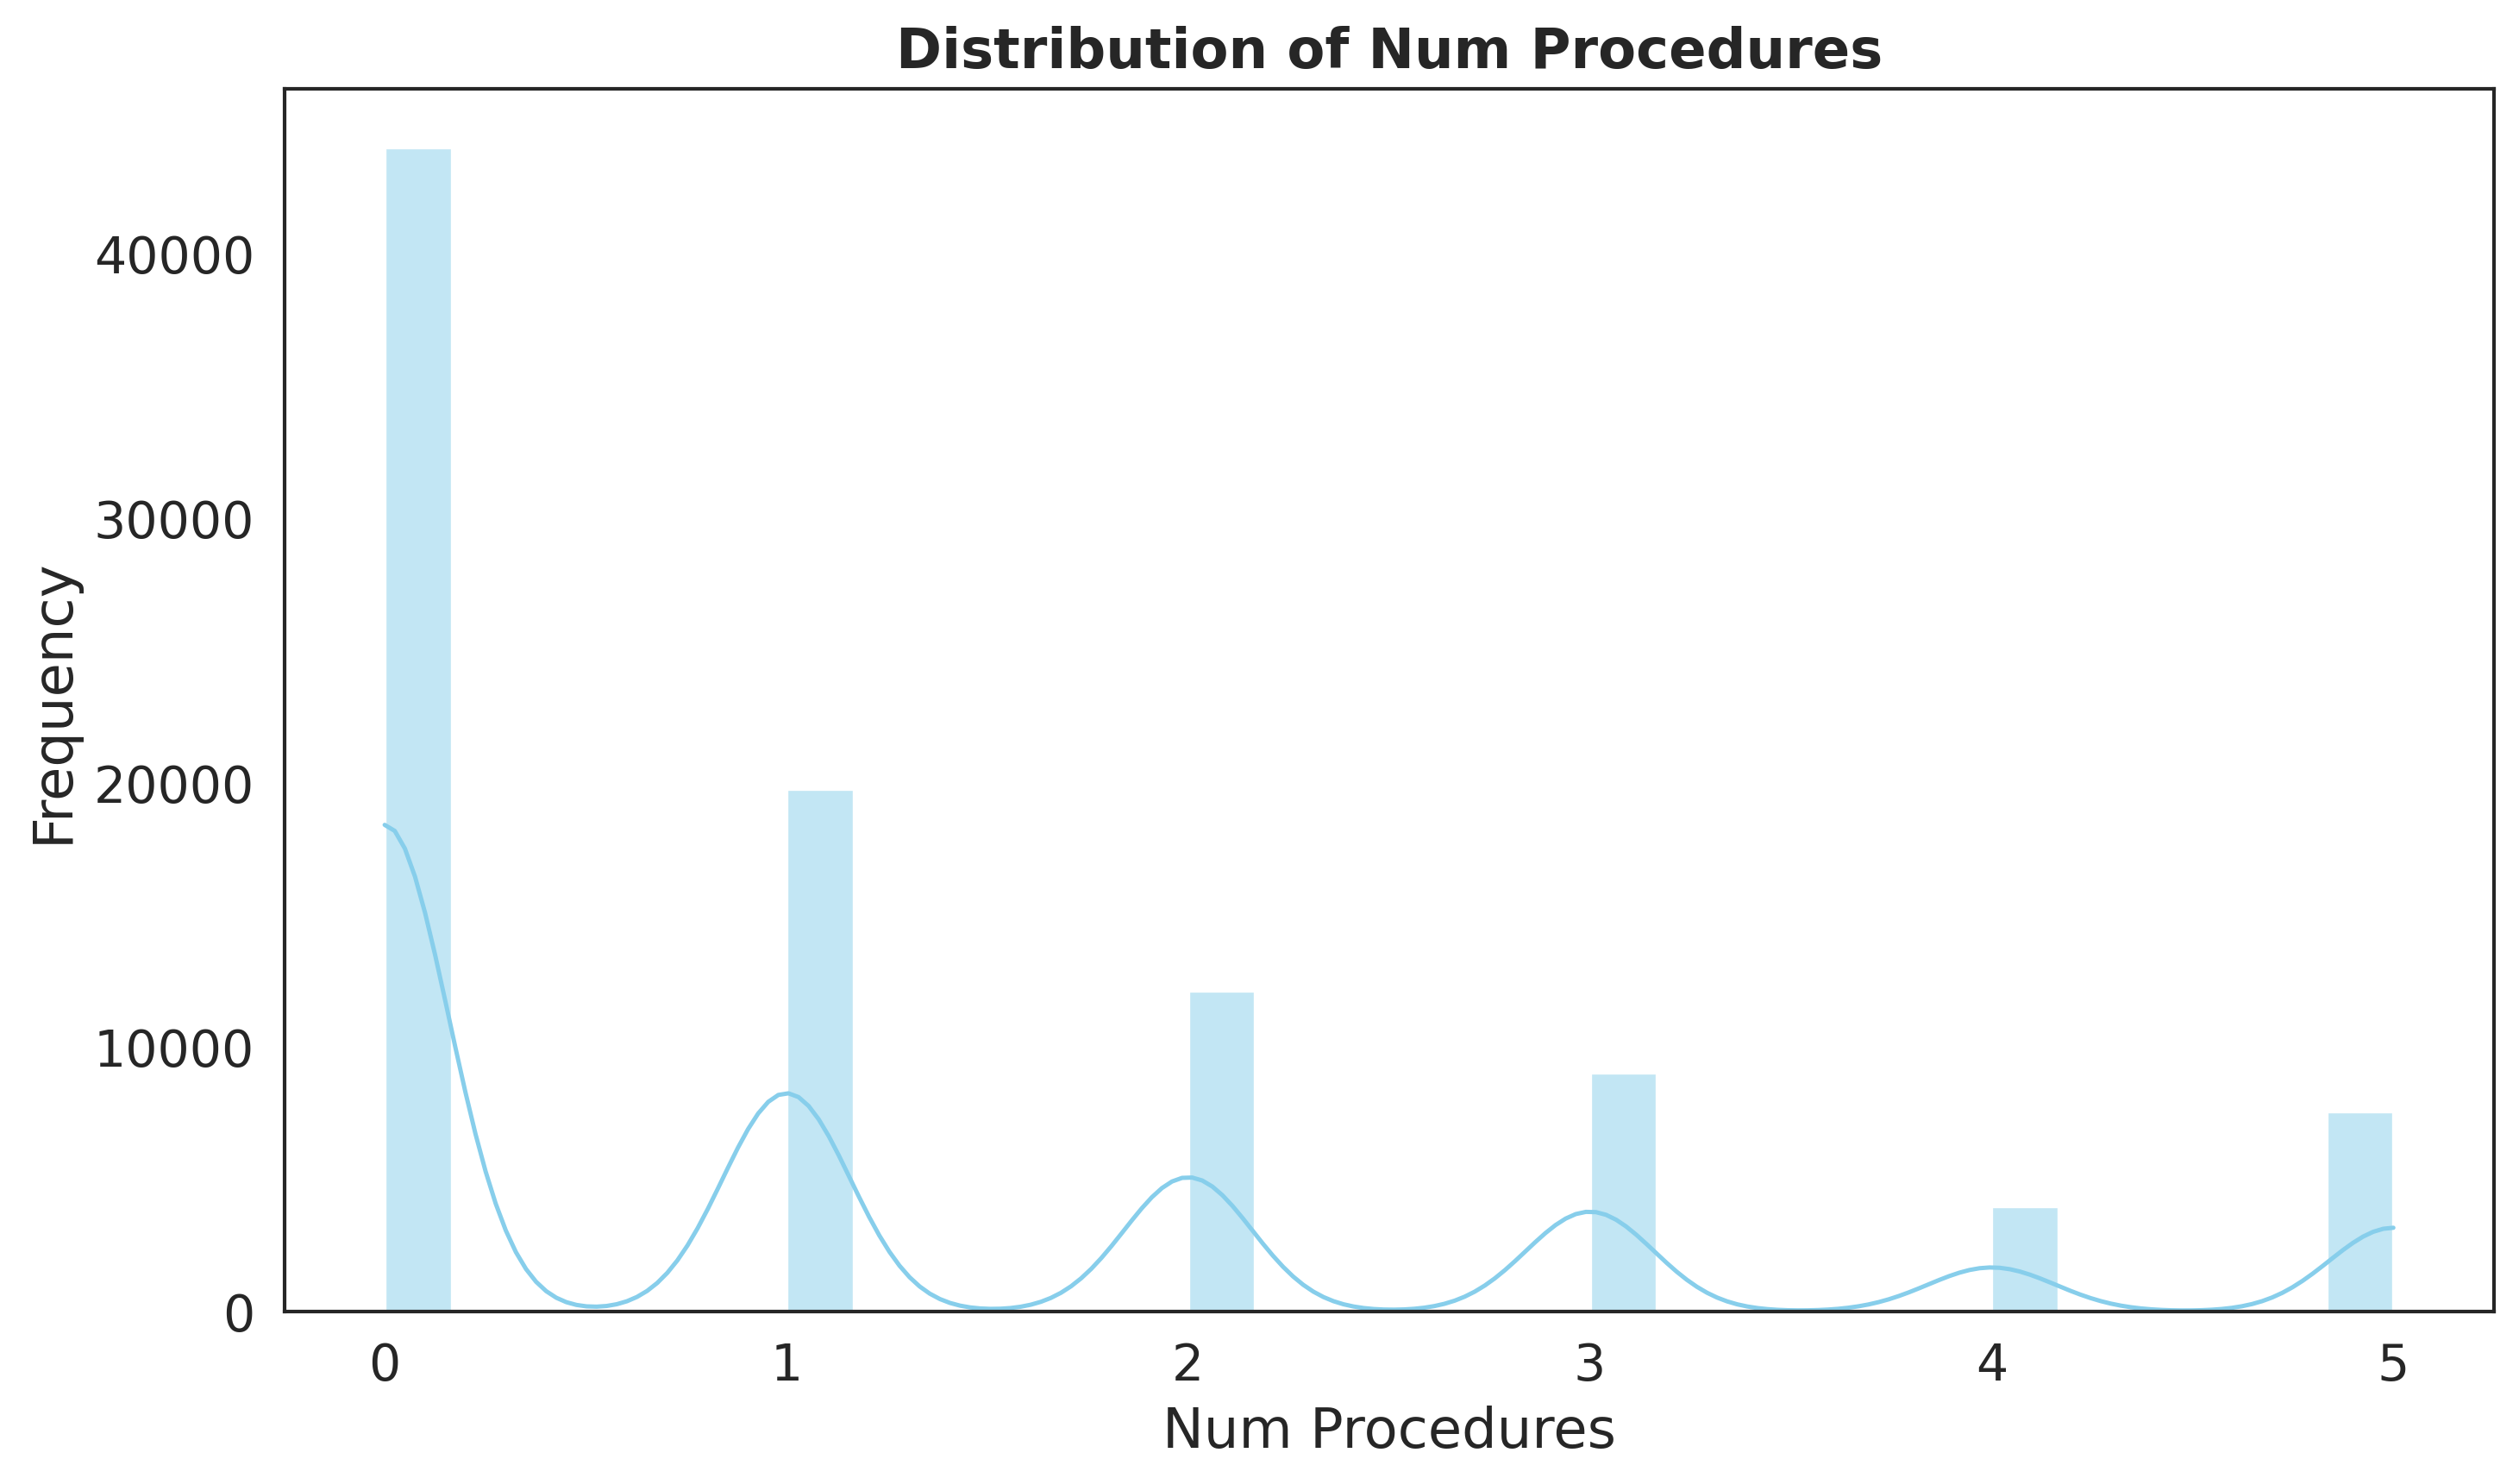 Distribution of Num Procedures
Frequency
40000
30000
20000
10000
0
0 1 2 3 4 5
Num Procedures